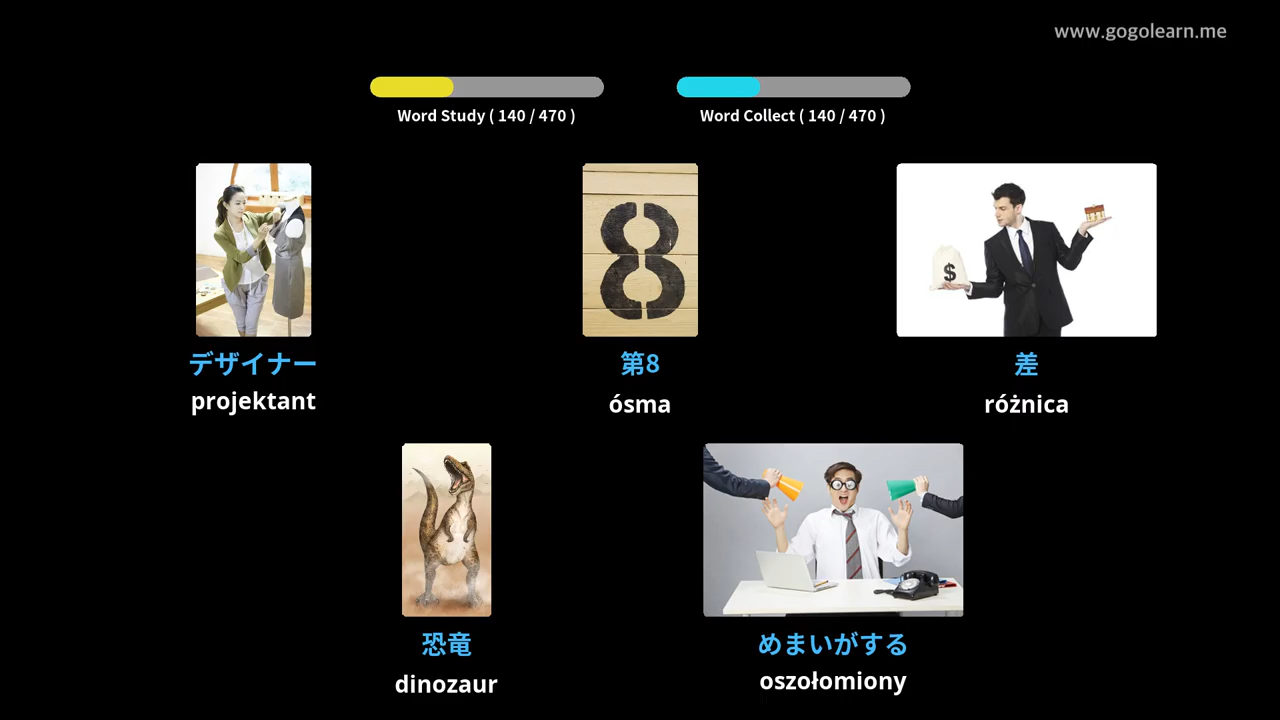 www.gogolearn.me
Word Study ( 140 / 470 )
Word Collect ( 140 / 470 )
8
$
デザイナー
projektant
第8
ósma
差
różnica
恐竜
dinozaur
めまいがする
oszołomiony